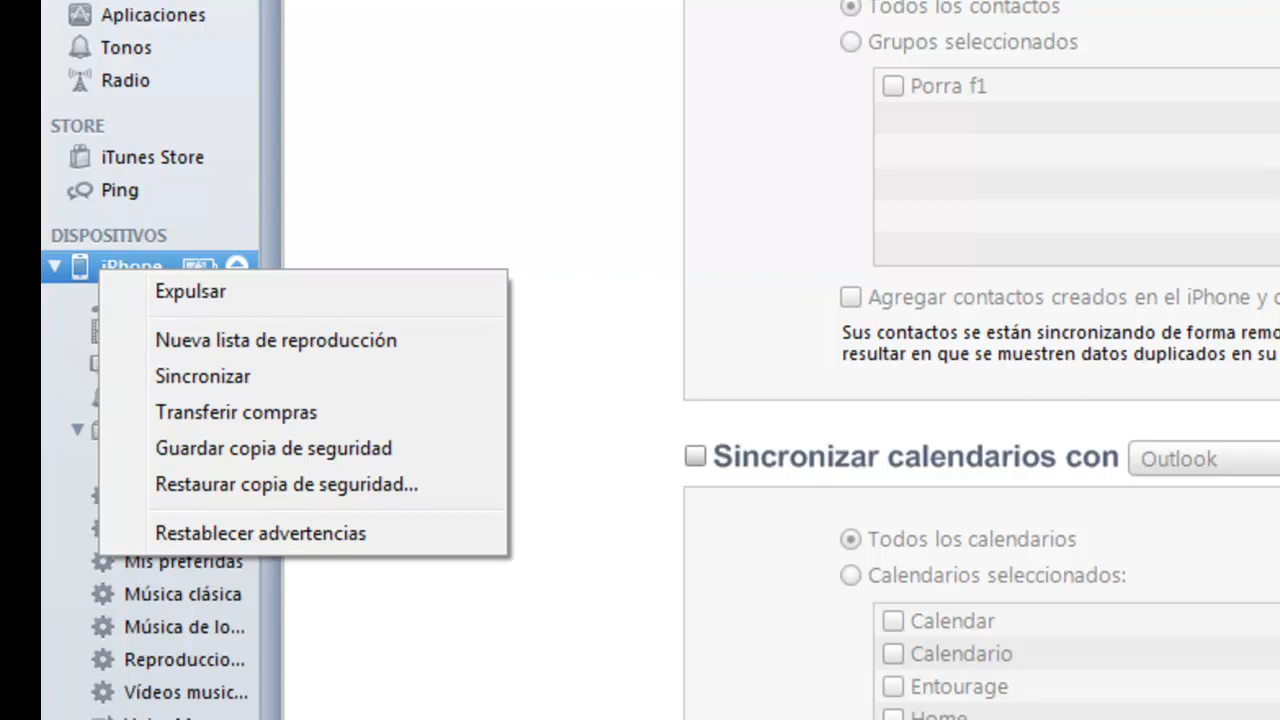 Aplicaciones
Tonos
Radio
STORE
iTunes Store
Ping
DISPOSITIVOS
iPhone
Expulsar
Nueva lista de reproducción
Sincronizar
Transferir compras
Guardar copia de seguridad
Restaurar copia de seguridad...
Restablecer advertencias
Mis preferidas
Música clásica
Música de lo...
Reproduccio...
Vídeos music...
Todos los contactos
Grupos seleccionados
Porra f1
Agregar contactos creados en el iPhone y
Sus contactos se están sincronizando de forma
resultar en que se muestren datos duplicados en su
Sincronizar calendarios con Outlook
Todos los calendarios
Calendarios seleccionados:
Calendar
Calendario
Entourage
Home